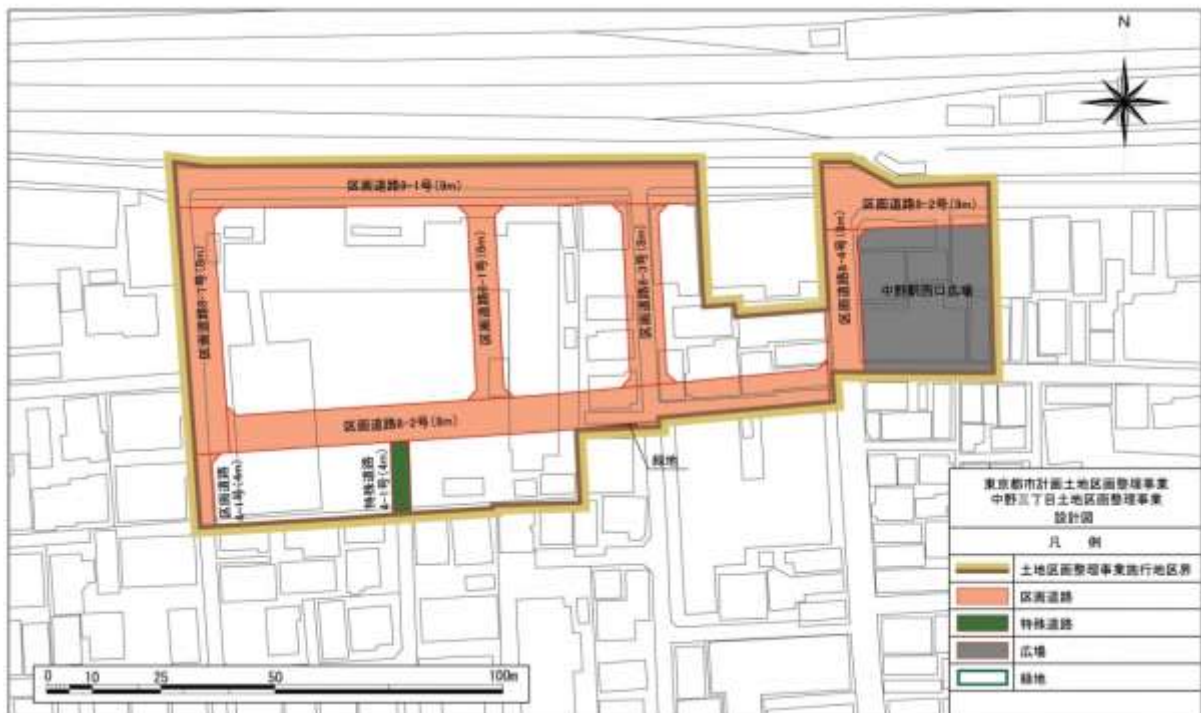 N
区画道路9-1号(9m)
区画道路9-2号(9m)
区画道路8-1号(8m)
区画道路6-1号(6m)
区画道路8-3号(8m)
区画道路8-4号(8m)
中野駅西口広場
区画道路8-2号(8m)
緑地
区画道路
4-1号(4m)
特殊道路
4-1号(4m)
東京都市計画土地区画整理事業
中野三丁目土地区画整理事業
設計図
凡 例
土地区画整理事業施行地区界
区画道路
特殊道路
広場
緑地
0 10 25 50 100m